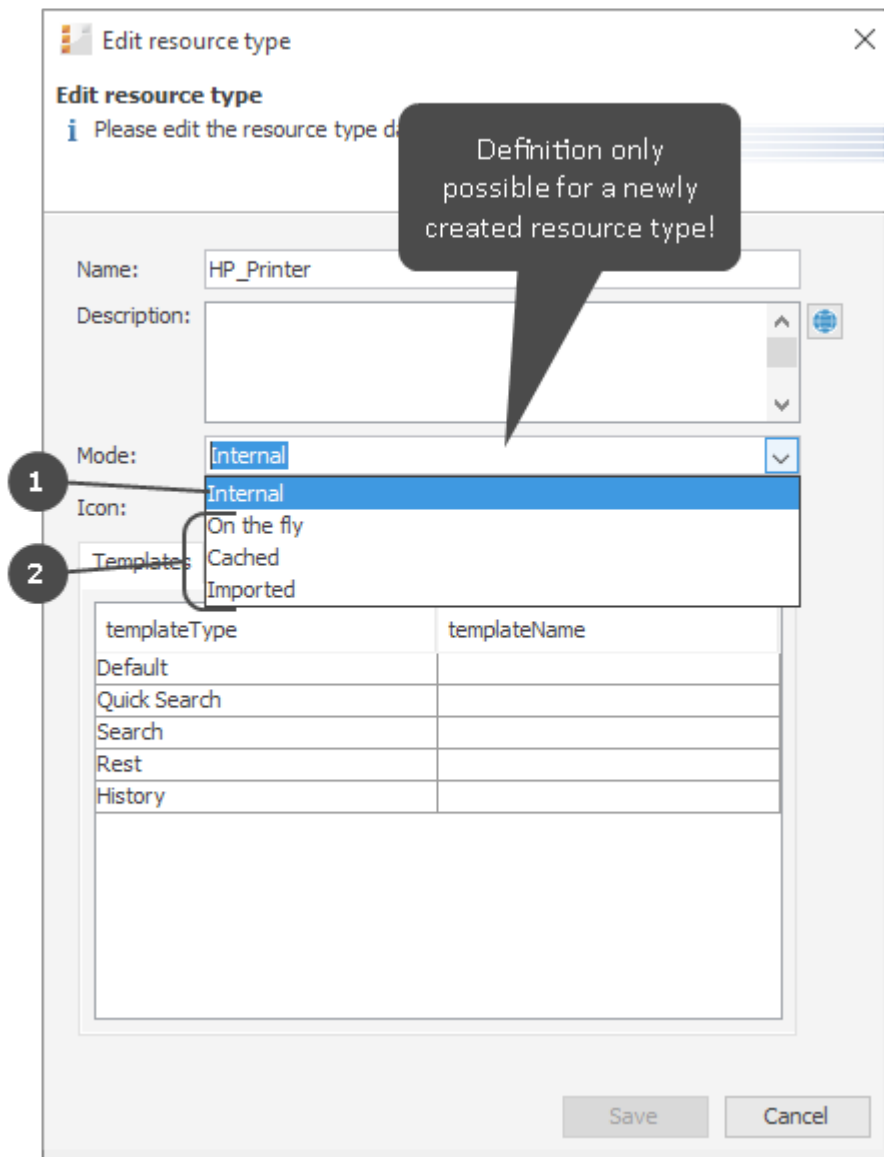 Edit resource type
Edit resource type
i Please edit the resource type da
Definition only
possible for a newly
created resource type!
Name: HP_Printer
Description:
Mode: Internal
1
Internal
Icon:
On the fly
2
Templates
Cached
Imported
templateType templateName
Default
Quick Search
Search
Rest
History
Save Cancel